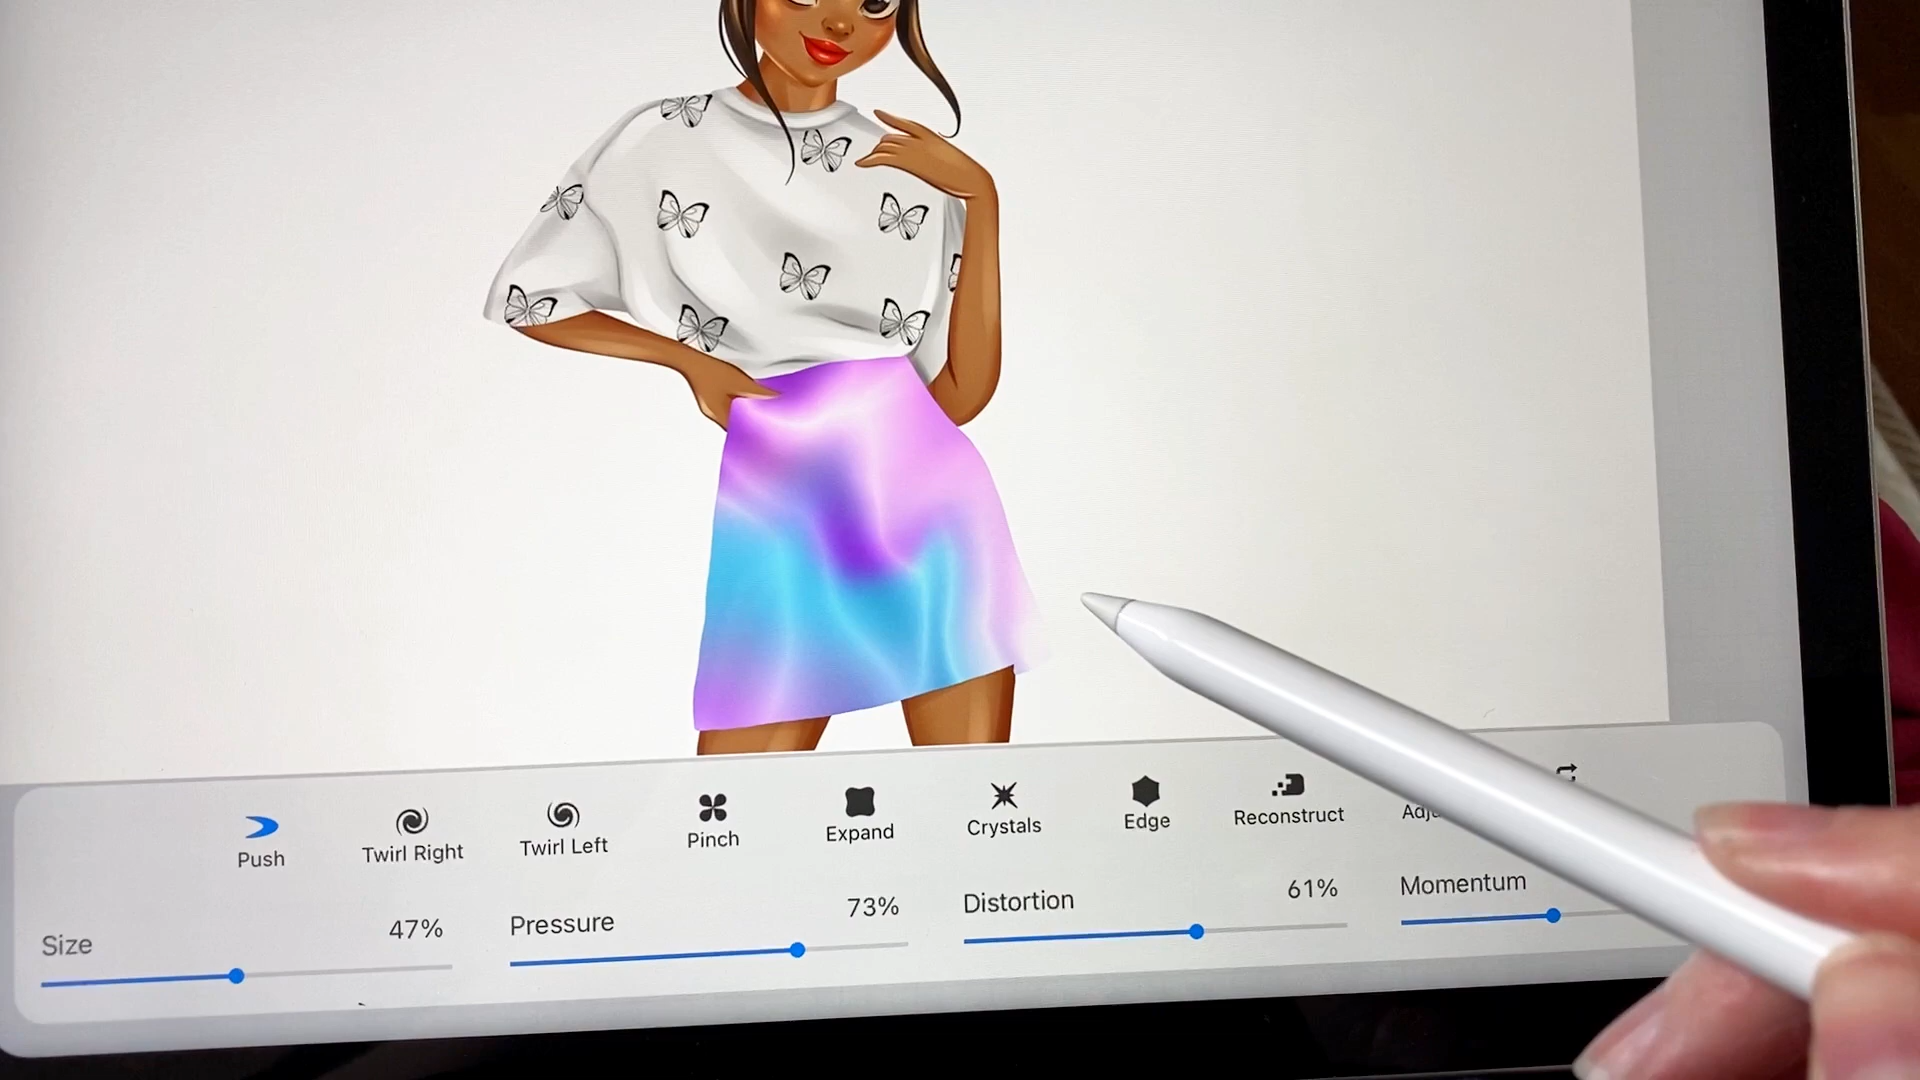 Push
Twirl Right
Twirl Left
Pinch
Expand
Crystals
Edge
Reconstruct
Size 47%
Pressure 73%
Distortion 61%
Momentum